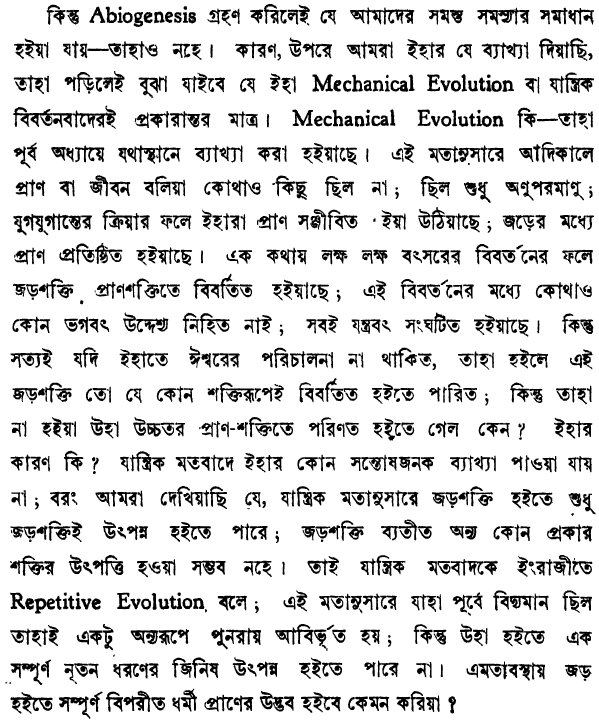 কিন্তু Abiogenesis গ্রহণ করিলেই যে আমাদের সমস্ত সমস্যার সমাধান
হইয়া যায়—তাহাও নহে। কারণ, উপরে আমরা ইহার যে ব্যাখ্যা দিয়াছি,
তাহা পড়িলেই বুঝা যাইবে যে ইহা Mechanical Evolution বা যান্ত্রিক
বিবর্তনবাদেরই প্রকারান্তর মাত্র। Mechanical Evolution কি—তাহা
পূর্ব অধ্যায়ে যথাস্থানে ব্যাখ্যা করা হইয়াছে। এই মতানুসারে আদিকালে
প্রাণ বা জীবন বলিয়া কোথাও কিছু ছিল না; ছিল শুধু অণুপরমাণু;
যুগযুগান্তের ক্রিয়ার ফলে ইহারা প্রাণ সঞ্জীবিত ইয়া উঠিয়াছে; জড়ের মধ্যে
প্রাণ প্রতিষ্ঠিত হইয়াছে। এক কথায় লক্ষ লক্ষ বৎসরের বিবর্তনের ফলে
জড়শক্তি প্রাণশক্তিতে বিবর্তিত হইয়াছে; এই বিবর্তনের মধ্যে কোথাও
কোন ভগবৎ উদ্দেশ্য নিহিত নাই; সবই যন্ত্রবৎ সংঘটিত হইয়াছে। কিন্তু
সত্যই যদি ইহাতে ঈশ্বরের পরিচালনা না থাকিত, তাহা হইলে এই
জড়শক্তি তো যে কোন শক্তিরূপেই বিবর্তিত হইতে পারিত; কিন্তু তাহা
না হইয়া উহা উচ্চতর প্রাণ-শক্তিতে পরিণত হইতে গেল কেন? ইহার
কারণ কি? যান্ত্রিক মতবাদে ইহার কোন সন্তোষজনক ব্যাখ্যা পাওয়া যায়
না; বরং আমরা দেখিয়াছি যে, যান্ত্রিক মতানুসারে জড়শক্তি হইতে শুধু
জড়শক্তিই উৎপন্ন হইতে পারে; জড়শক্তি ব্যতীত অন্য কোন প্রকার
শক্তির উৎপত্তি হওয়া সম্ভব নহে। তাই যান্ত্রিক মতবাদকে ইংরাজীতে
Repetitive Evolution বলে; এই মতানুসারে যাহা পূর্বে বিদ্যমান ছিল
তাহাই একটু অন্যরূপে পুনরায় আবির্ভূত হয়; কিন্তু উহা হইতে এক
সম্পূর্ণ নূতন ধরণের জিনিষ উৎপন্ন হইতে পারে না। এমতাবস্থায় জড়
হইতে সম্পূর্ণ বিপরীত ধর্মী প্রাণের উদ্ভব হইবে কেমন করিয়া?